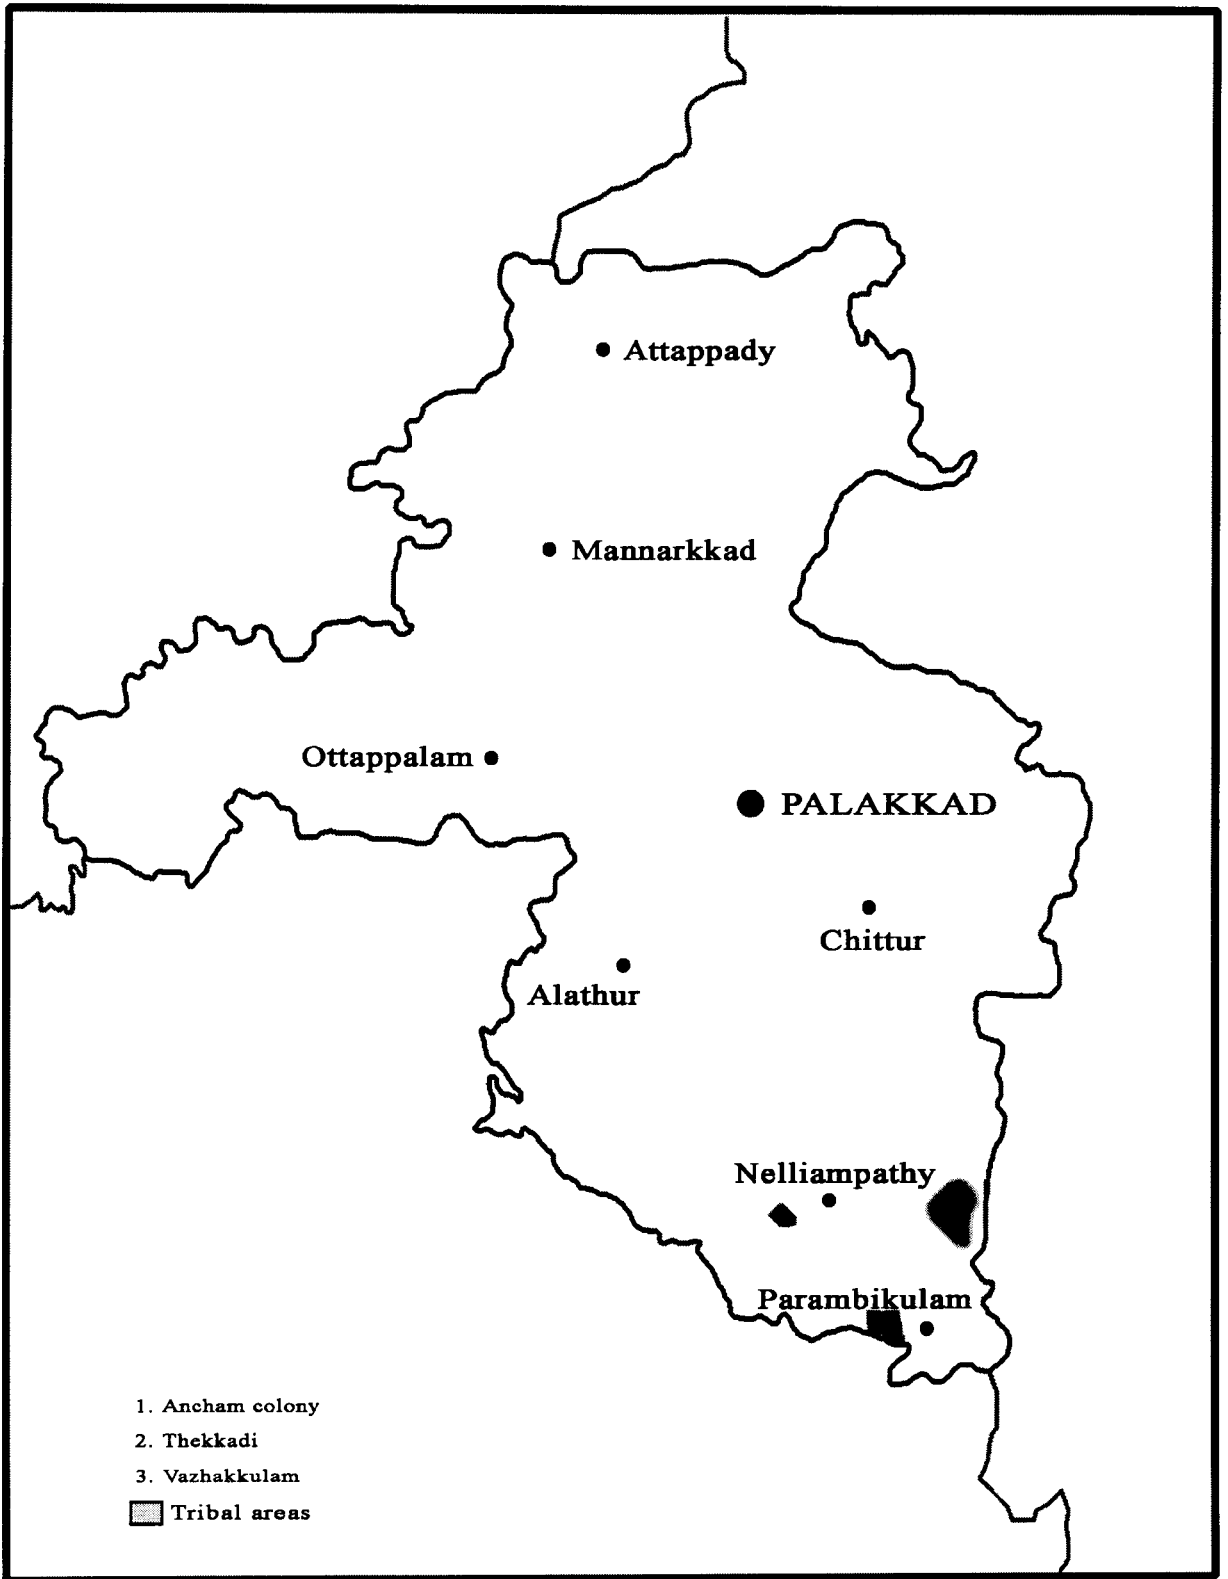 Attappady
Mannarkkad
Ottappalam
PALAKKAD
Chittur
Alathur
Nelliampathy
Parambikulam
1. Ancham colony
2. Thekkadi
3. Vazhakkulam
Tribal areas